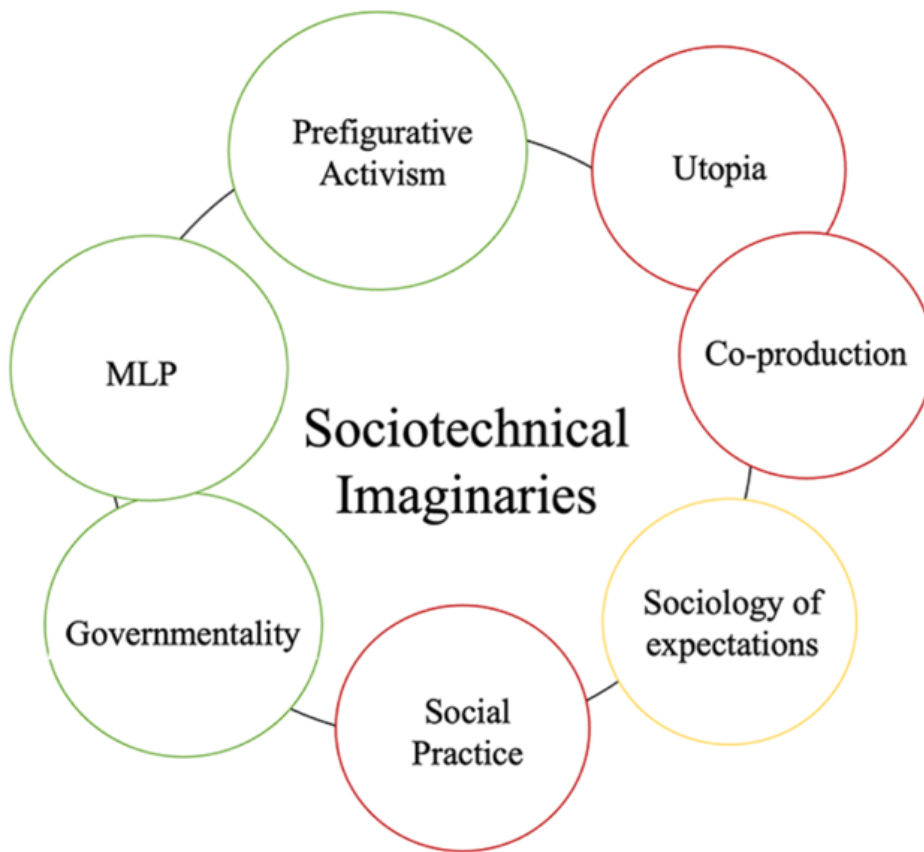 Prefigurative
Activism
Utopia
Co-production
MLP
Sociotechnical
Imaginaries
Sociology of
expectations
Governmentality
Social
Practice